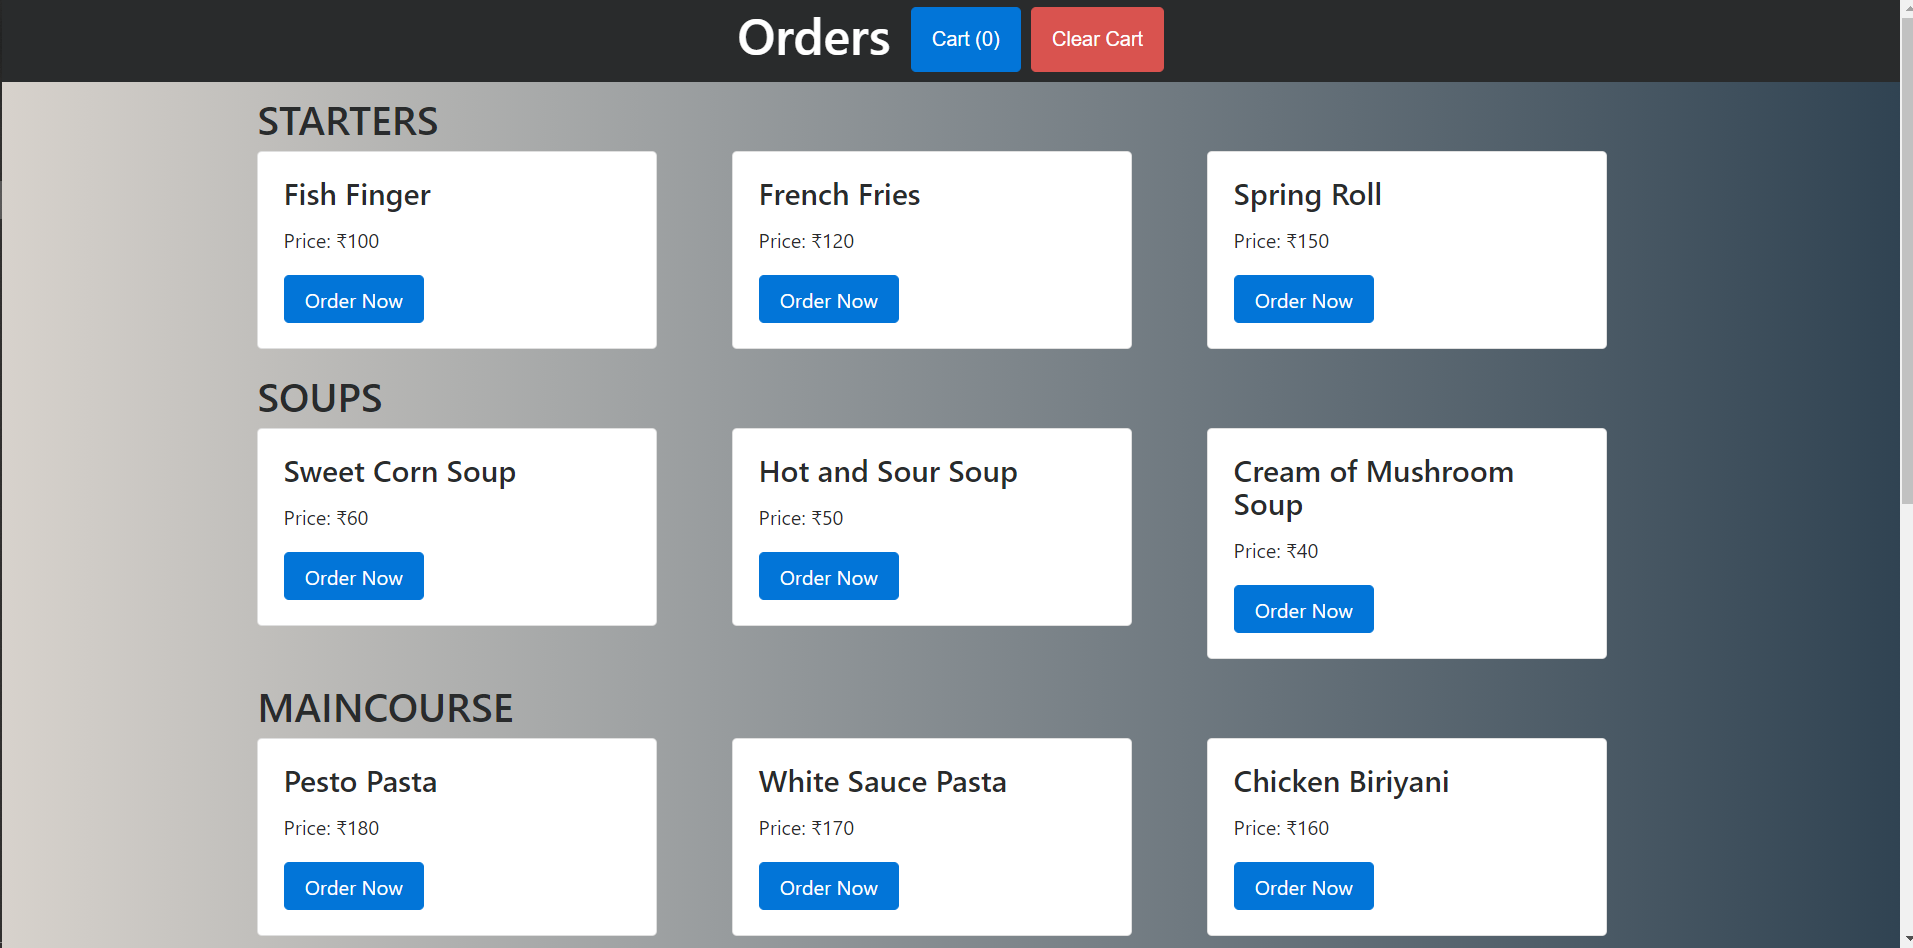 Orders Cart (0) Clear Cart
STARTERS
Fish Finger
Price: ₹100
Order Now
French Fries
Price: ₹120
Order Now
Spring Roll
Price: ₹150
Order Now
SOUPS
Sweet Corn Soup
Price: ₹60
Order Now
Hot and Sour Soup
Price: ₹50
Order Now
Cream of Mushroom
Soup
Price: ₹40
Order Now
MAINCOURSE
Pesto Pasta
Price: ₹180
Order Now
White Sauce Pasta
Price: ₹170
Order Now
Chicken Biriyani
Price: ₹160
Order Now